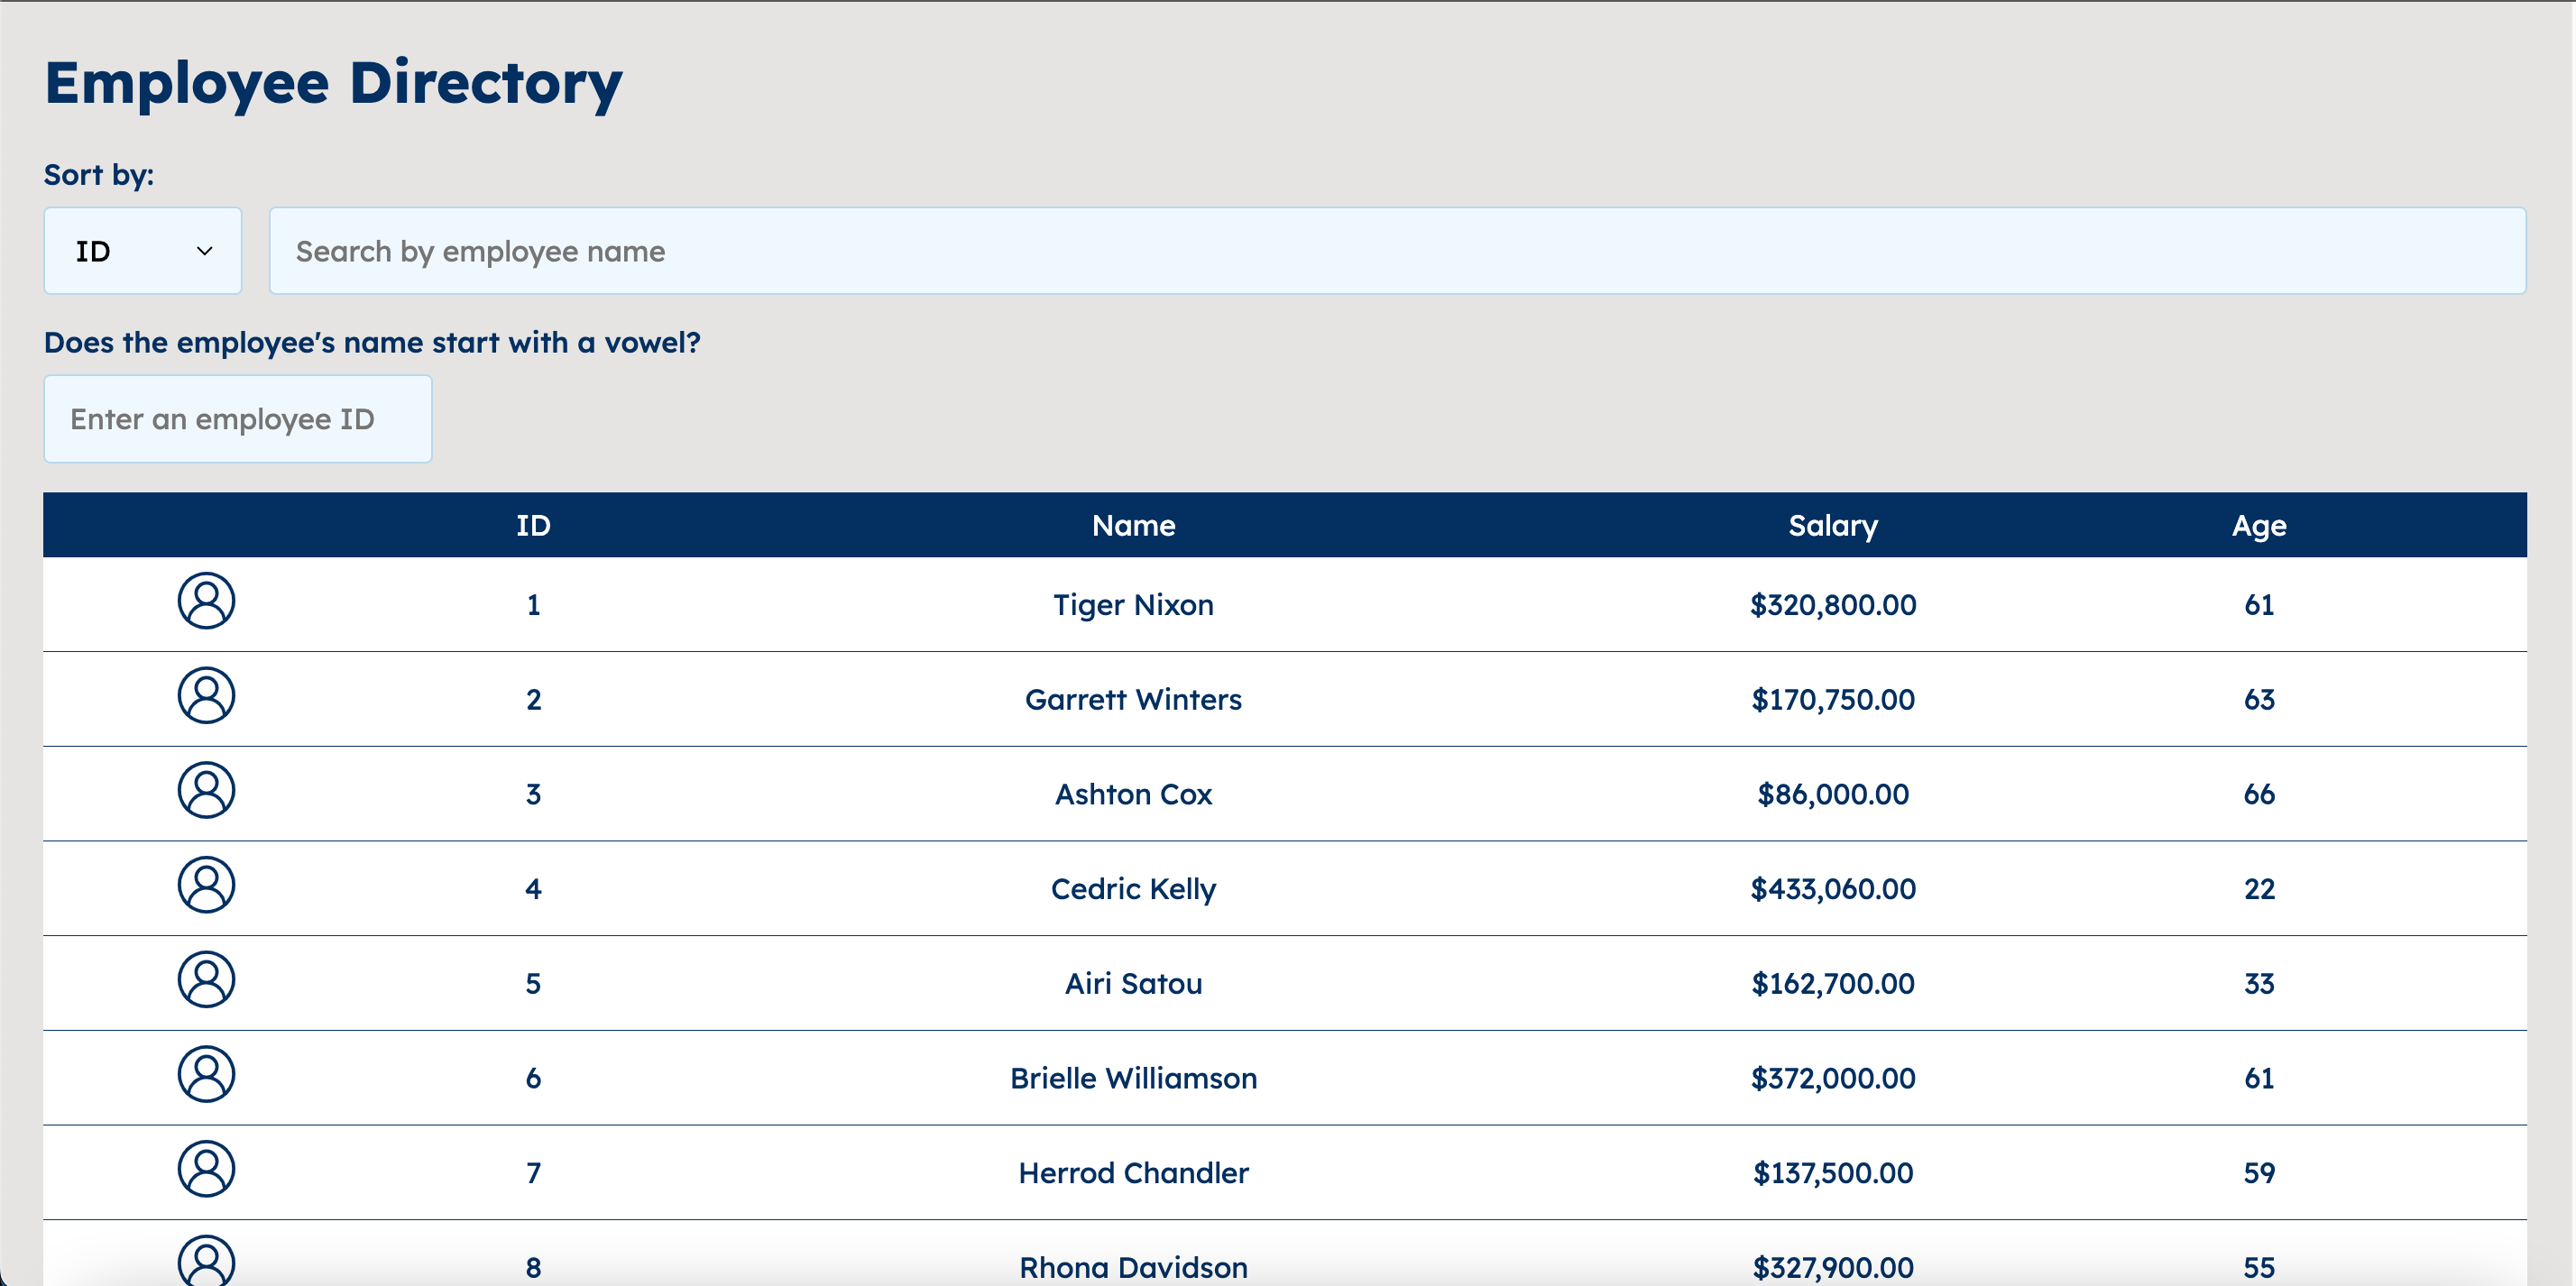 Employee Directory
Sort by:
ID Search by employee name
Does the employee's name start with a vowel?
Enter an employee ID
ID Name Salary Age
1 Tiger Nixon $320,800.00 61
2 Garrett Winters $170,750.00 63
3 Ashton Cox $86,000.00 66
4 Cedric Kelly $433,060.00 22
5 Airi Satou $162,700.00 33
6 Brielle Williamson $372,000.00 61
7 Herrod Chandler $137,500.00 59
8 Rhona Davidson $327,900.00 55